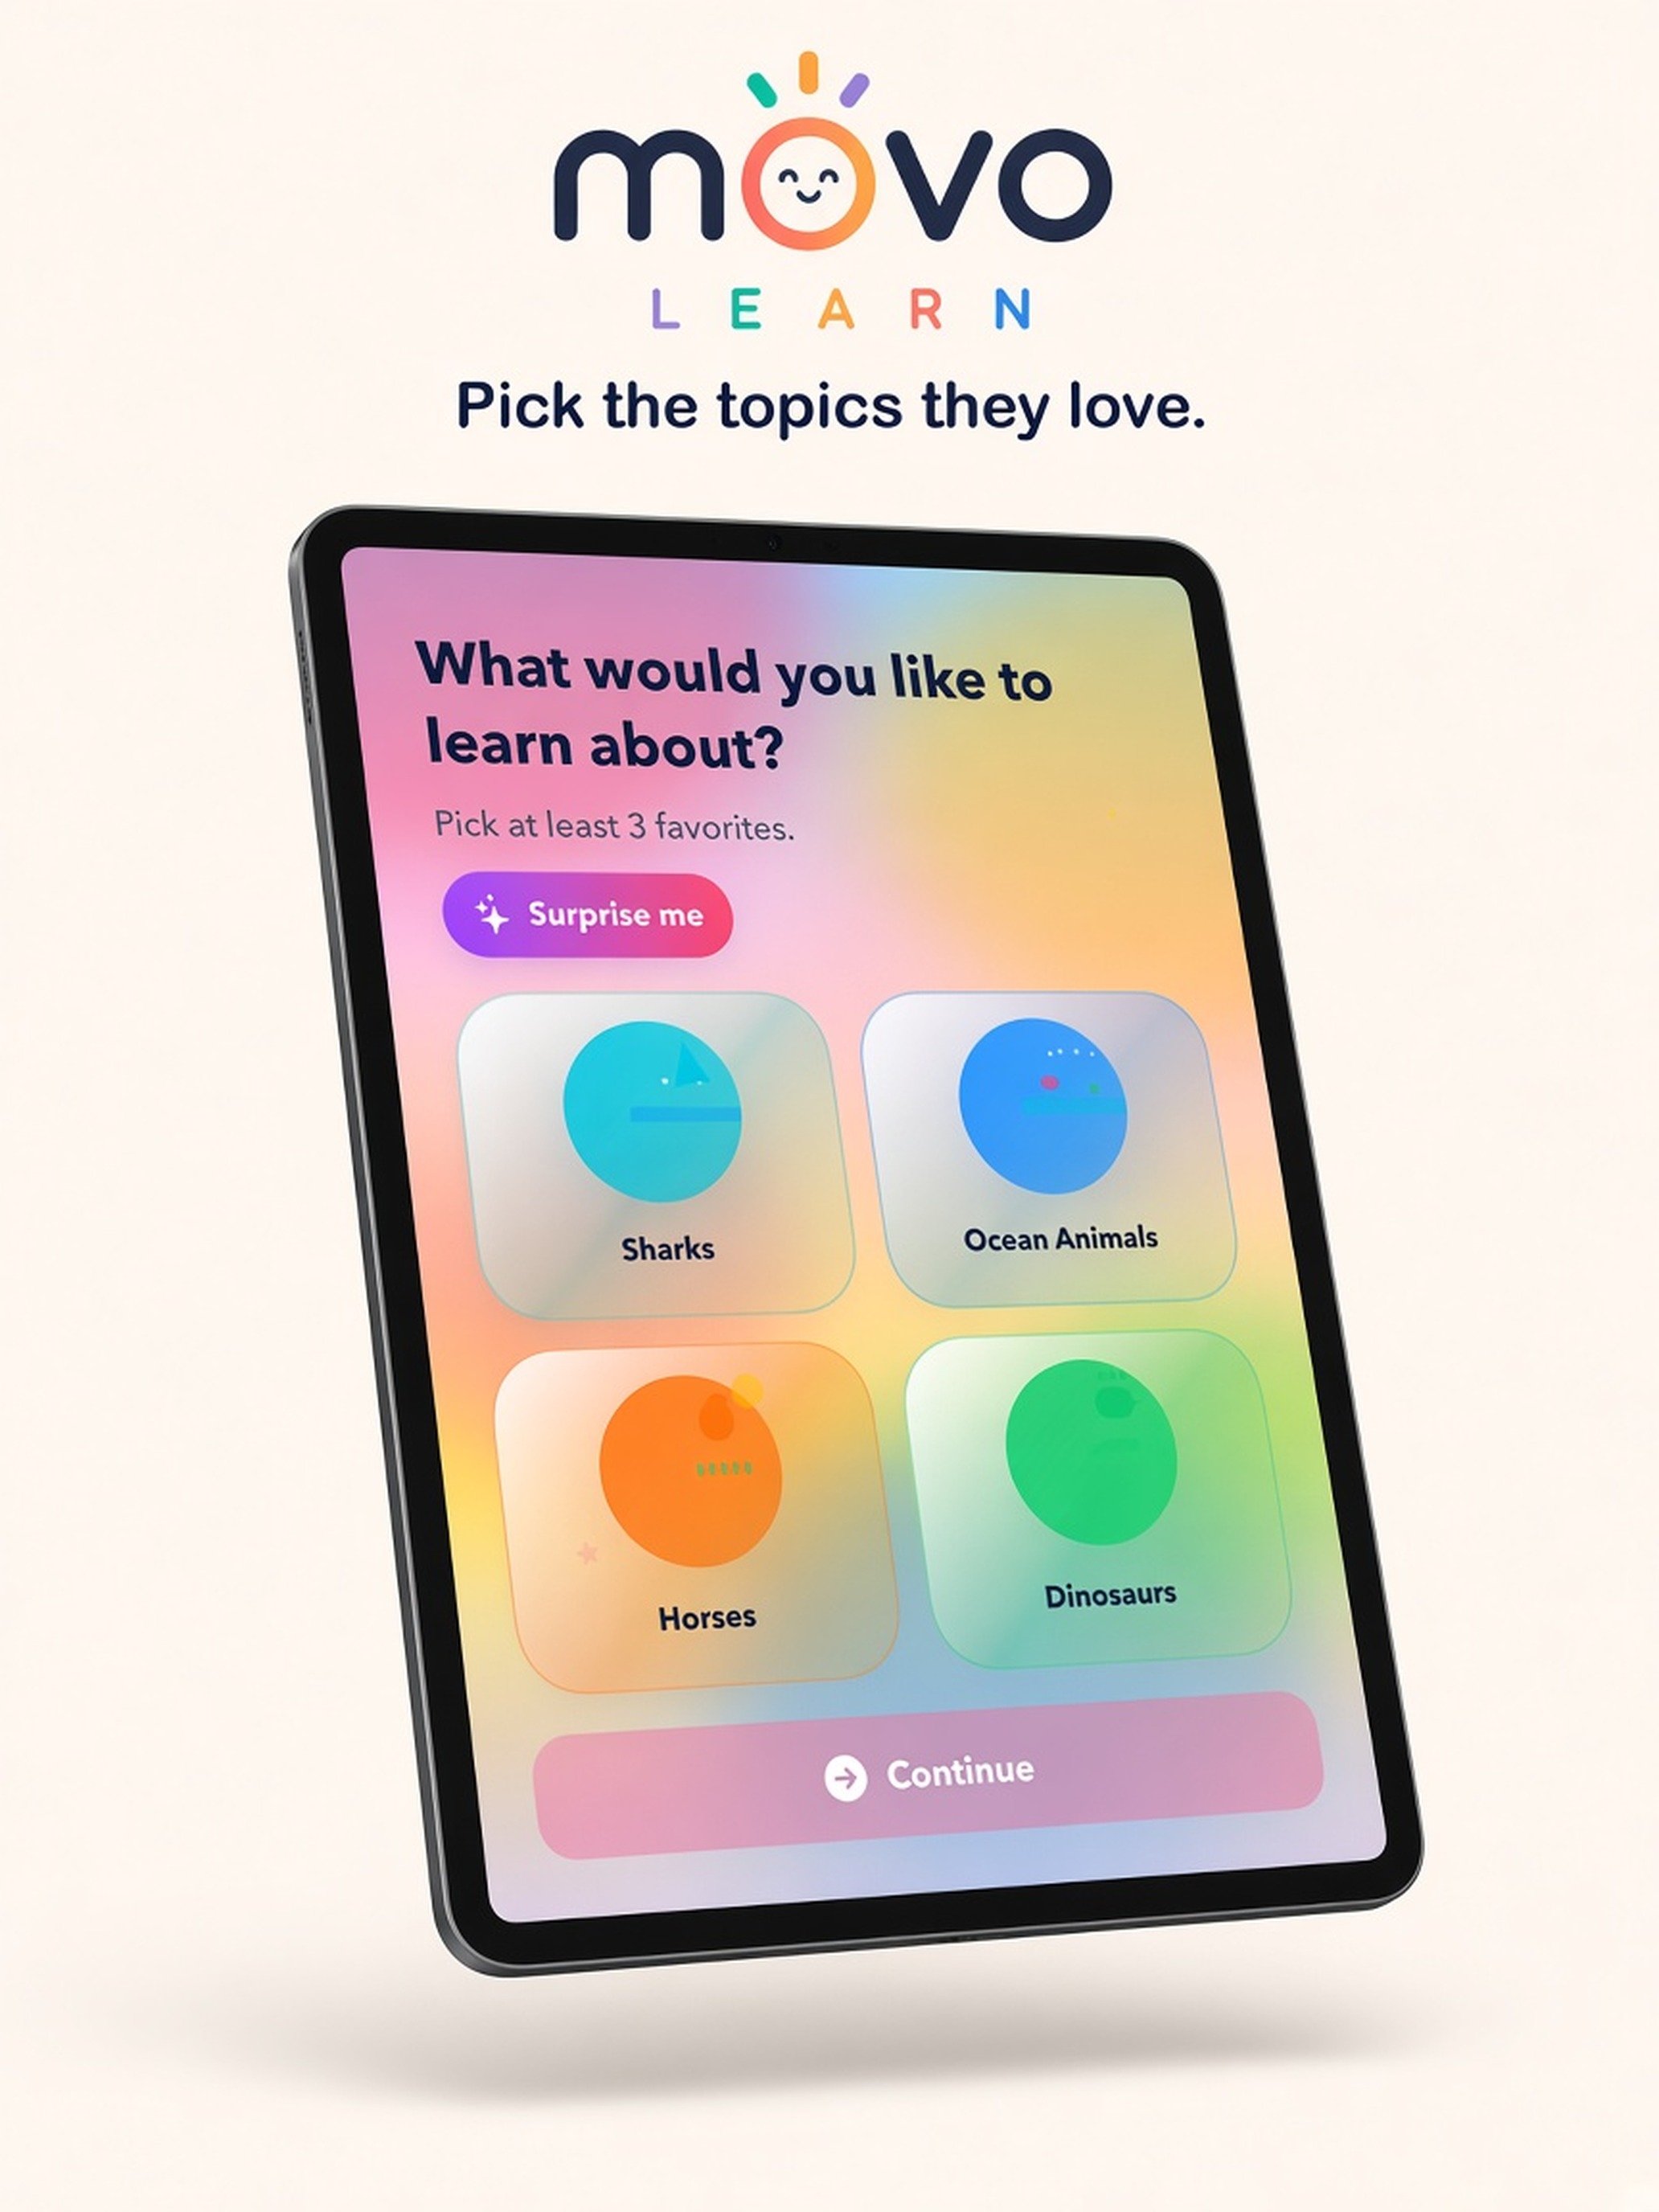 movo
LEARN
Pick the topics they love.
What would you like to
learn about?
Pick at least 3 favorites.
Surprise me
Sharks
Ocean Animals
Horses
Dinosaurs
Continue